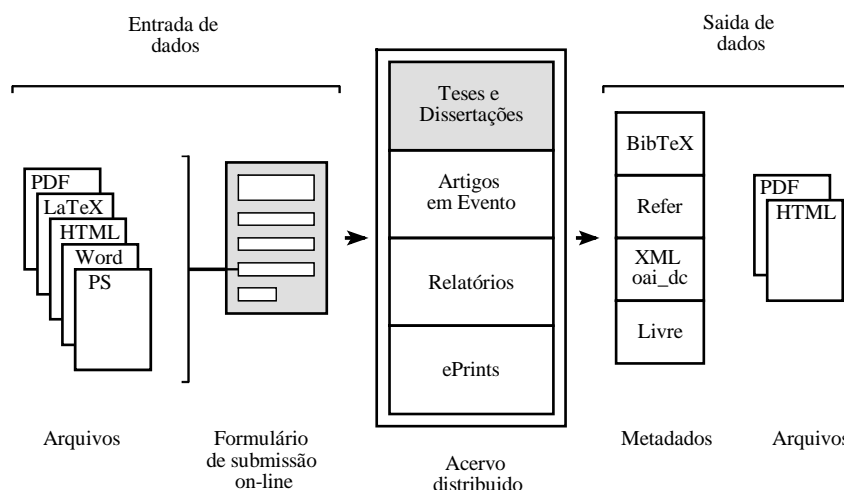 Entrada de
dados
Saida de
dados
PDF
LaTeX
HTML
Word
PS
Teses e
Dissertações
Artigos
em Evento
Relatórios
ePrints
BibTeX
Refer
XML
oai_dc
Livre
PDF
HTML
Arquivos
Formulário
de submissão
on-line
Acervo
distribuido
Metadados
Arquivos